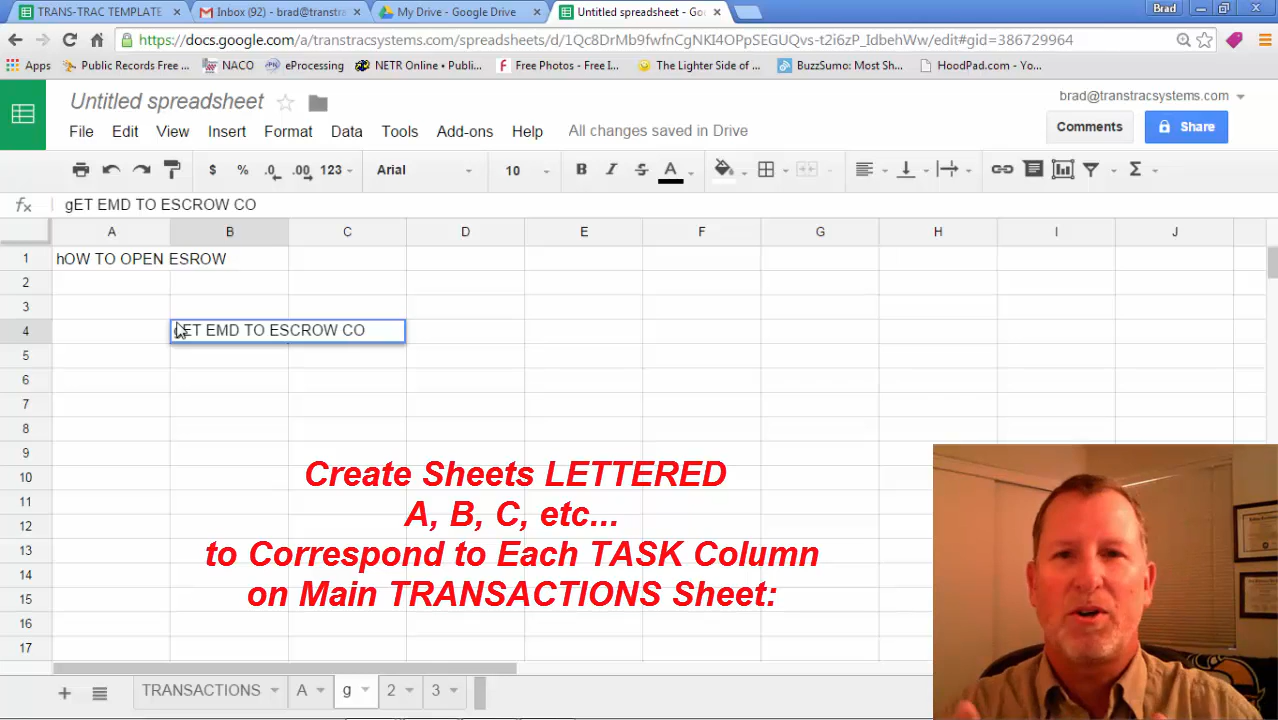 TRANS-TRAC TEMPLATE
Inbox (92) - brad@transtra
My Drive - Google Drive
Untitled spreadsheet - Goo
Brad
https://docs.google.com/a/transtracsystems.com/spreadsheets/d/1Qc8DrMb9fwfnCgNKI4OPpSEGUQvs-t2i6zP_IdbehWw/edit#gid=386729964
Apps
Public Records Free ...
NACO
eProcessing
NETR Online • Publi...
Free Photos - Free I...
The Lighter Side of ...
BuzzSumo: Most Sh...
HoodPad.com - Yo...
Untitled spreadsheet
brad@transtracsystems.com
File Edit View Insert Format Data Tools Add-ons Help All changes saved in Drive
Comments
Share
$ % .0 .00 123 Arial 10 B I S A Σ
fx gET EMD TO ESCROW CO
A B C D E F G H I J
1 hOW TO OPEN ESROW
2
3
4 gET EMD TO ESCROW CO
5
6
7
8
9
10
11
12
13
14
15
16
17
Create Sheets LETTERED
A, B, C, etc...
to Correspond to Each TASK Column
on Main TRANSACTIONS Sheet:
TRANSACTIONS A g 2 3